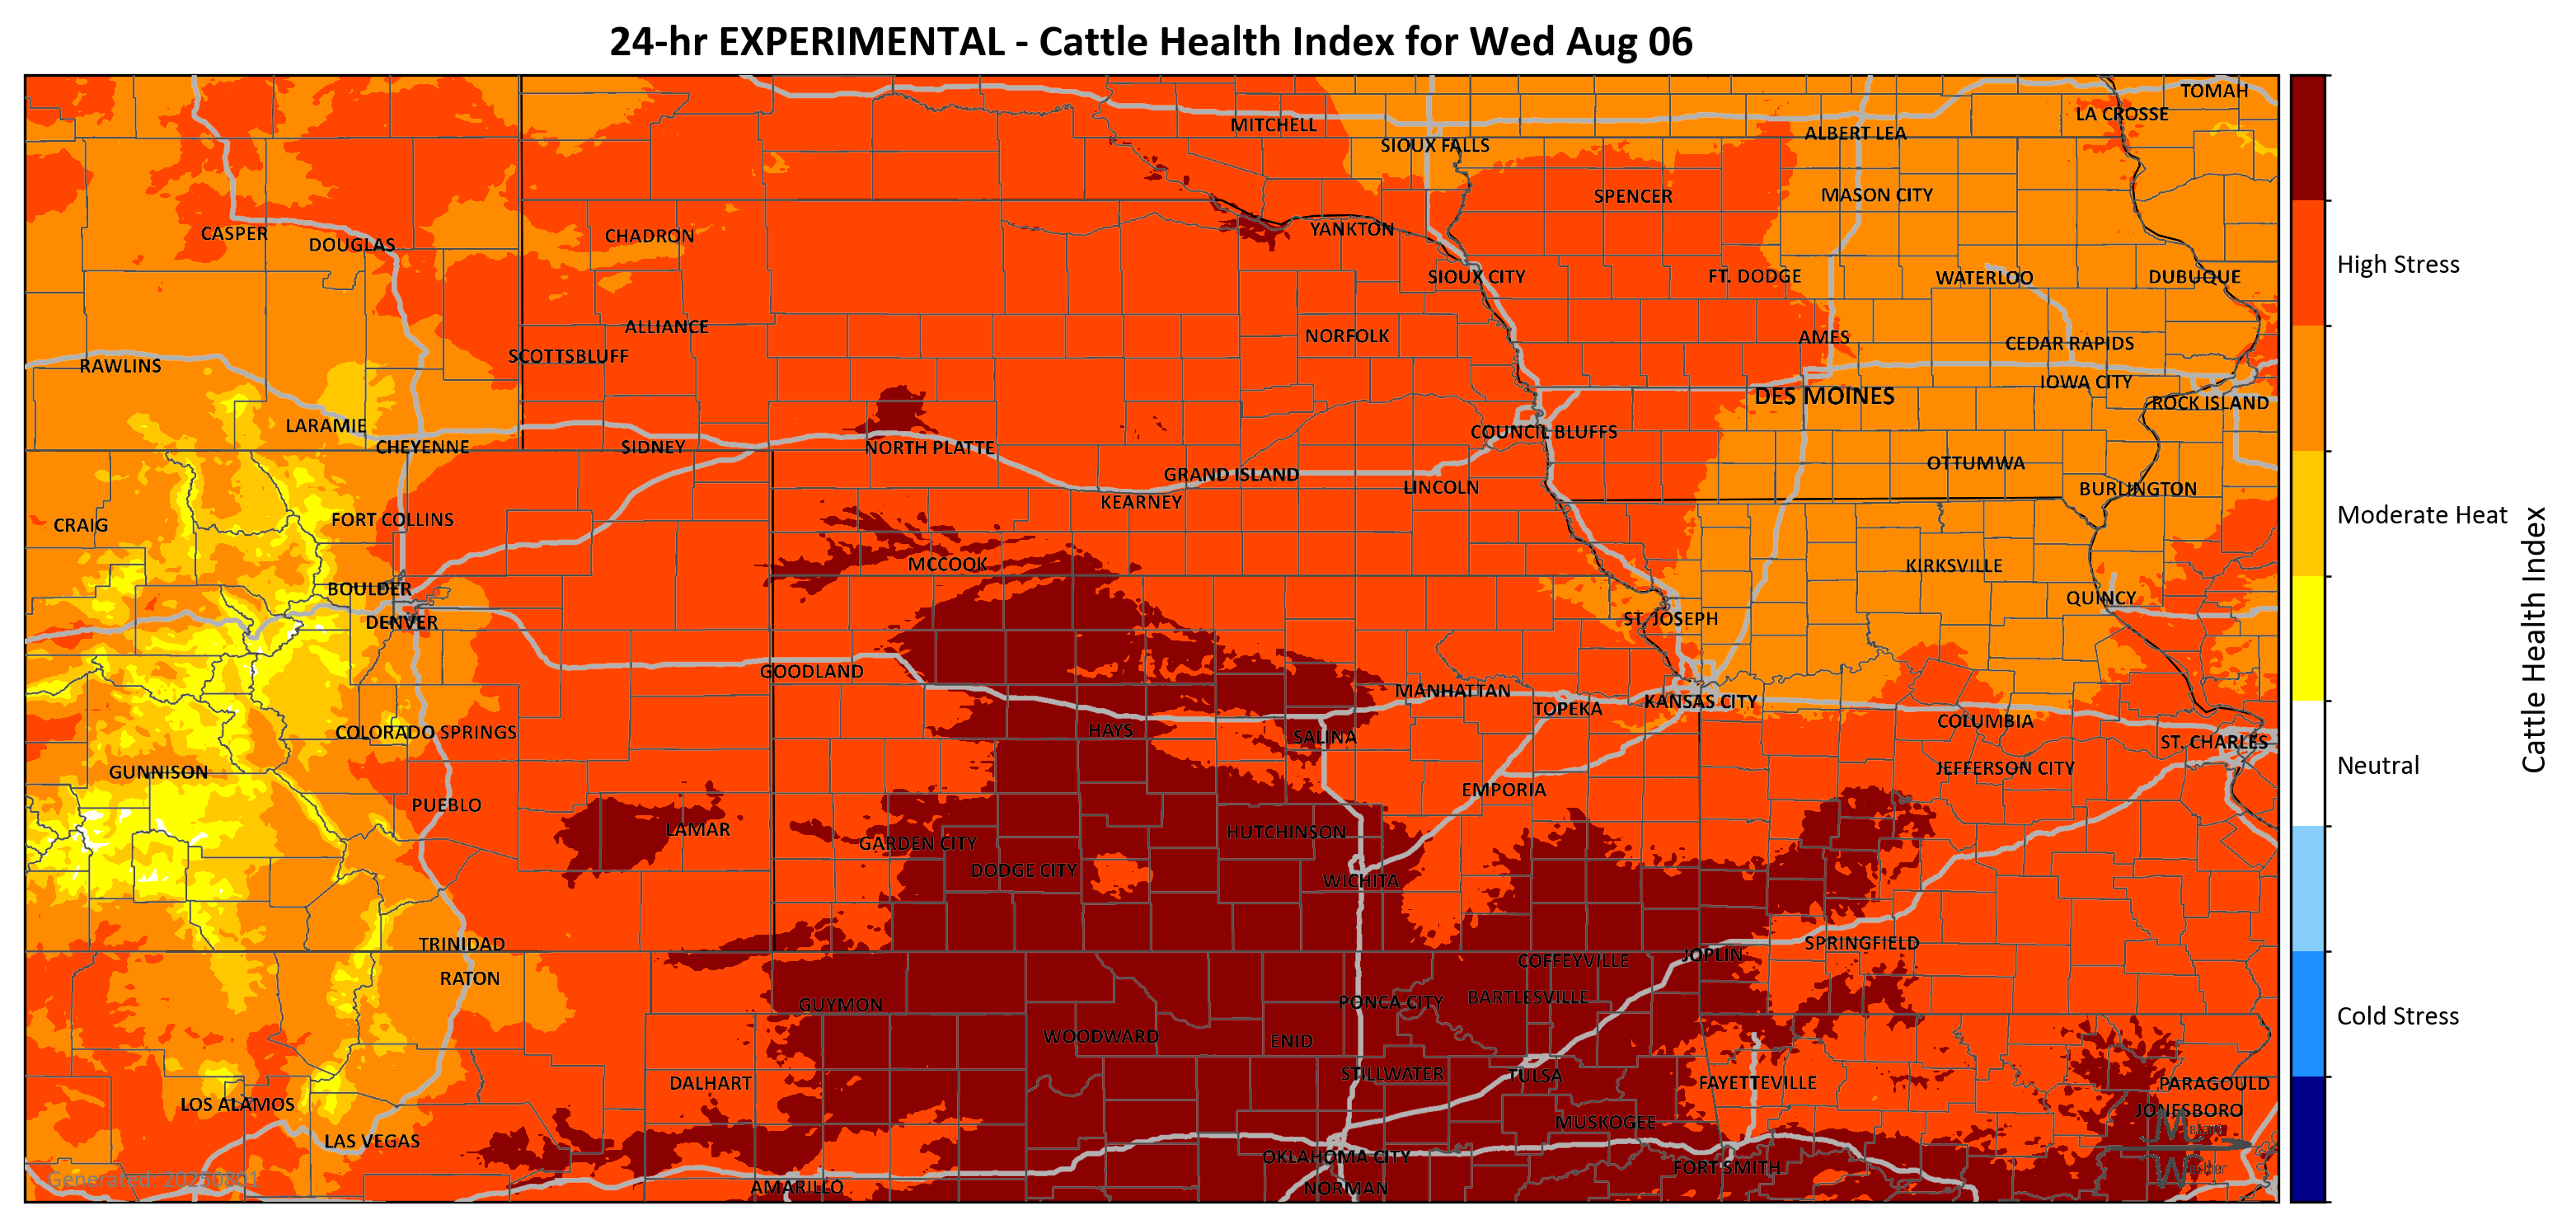 24-hr EXPERIMENTAL - Cattle Health Index for Wed Aug 06
TOMAH
LA CROSSE
MITCHELL
ALBERT LEA
SIOUX FALLS
SPENCER
MASON CITY
CASPER
DOUGLAS
CHADRON
YANKTON
SIOUX CITY
FT. DODGE
WATERLOO
DUBUQUE
ALLIANCE
NORFOLK
AMES
CEDAR RAPIDS
SCOTTSBLUFF
RAWLINS
IOWA CITY
DES MOINES
ROCK ISLAND
LARAMIE
COUNCIL BLUFFS
CHEYENNE
SIDNEY
NORTH PLATTE
OTTUMWA
GRAND ISLAND
LINCOLN
BURLINGTON
KEARNEY
CRAIG
FORT COLLINS
MCCOOK
KIRKSVILLE
BOULDER
QUINCY
DENVER
ST. JOSEPH
GOODLAND
MANHATTAN
KANSAS CITY
TOPEKA
COLUMBIA
COLORADO SPRINGS
HAYS
SALINA
ST. CHARLES
GUNNISON
JEFFERSON CITY
EMPORIA
PUEBLO
LAMAR
HUTCHINSON
GARDEN CITY
DODGE CITY
WICHITA
TRINIDAD
SPRINGFIELD
JOPLIN
COFFEYVILLE
RATON
BARTLESVILLE
PONCA CITY
GUYMON
WOODWARD
ENID
STILLWATER
TULSA
DALHART
FAYETTEVILLE
PARAGOULD
LOS ALAMOS
JONESBORO
MUSKOGEE
LAS VEGAS
OKLAHOMA CITY
FORT SMITH
AMARILLO
NORMAN
Generated: 20250801
High Stress
Moderate Heat
Neutral
Cold Stress
Cattle Health Index